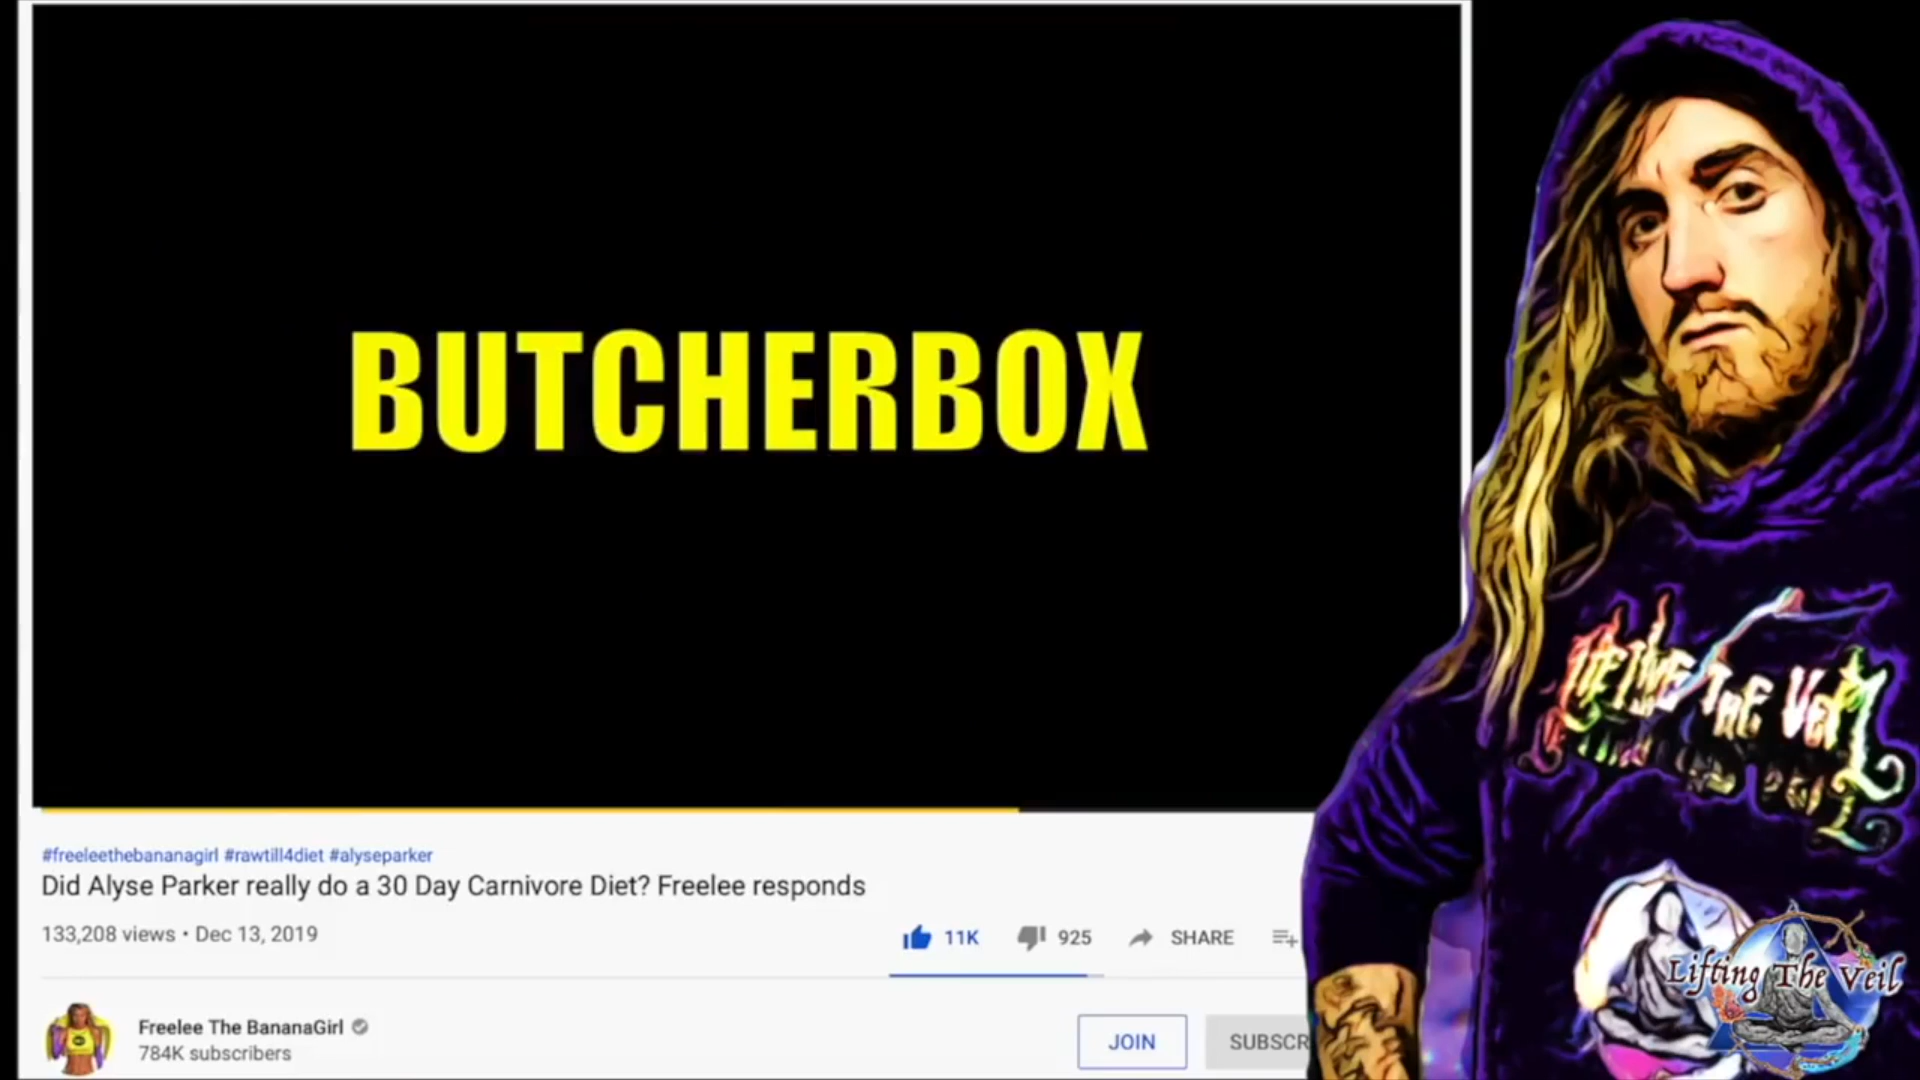 BUTCHERBOX
#freeleethebananagirl #rawtill4diet #alyseparker
Did Alyse Parker really do a 30 Day Carnivore Diet? Freelee responds
133,208 views • Dec 13, 2019
11K
925
SHARE
Freelee The BananaGirl
784K subscribers
JOIN
SUBSCR
Lifting The Veil